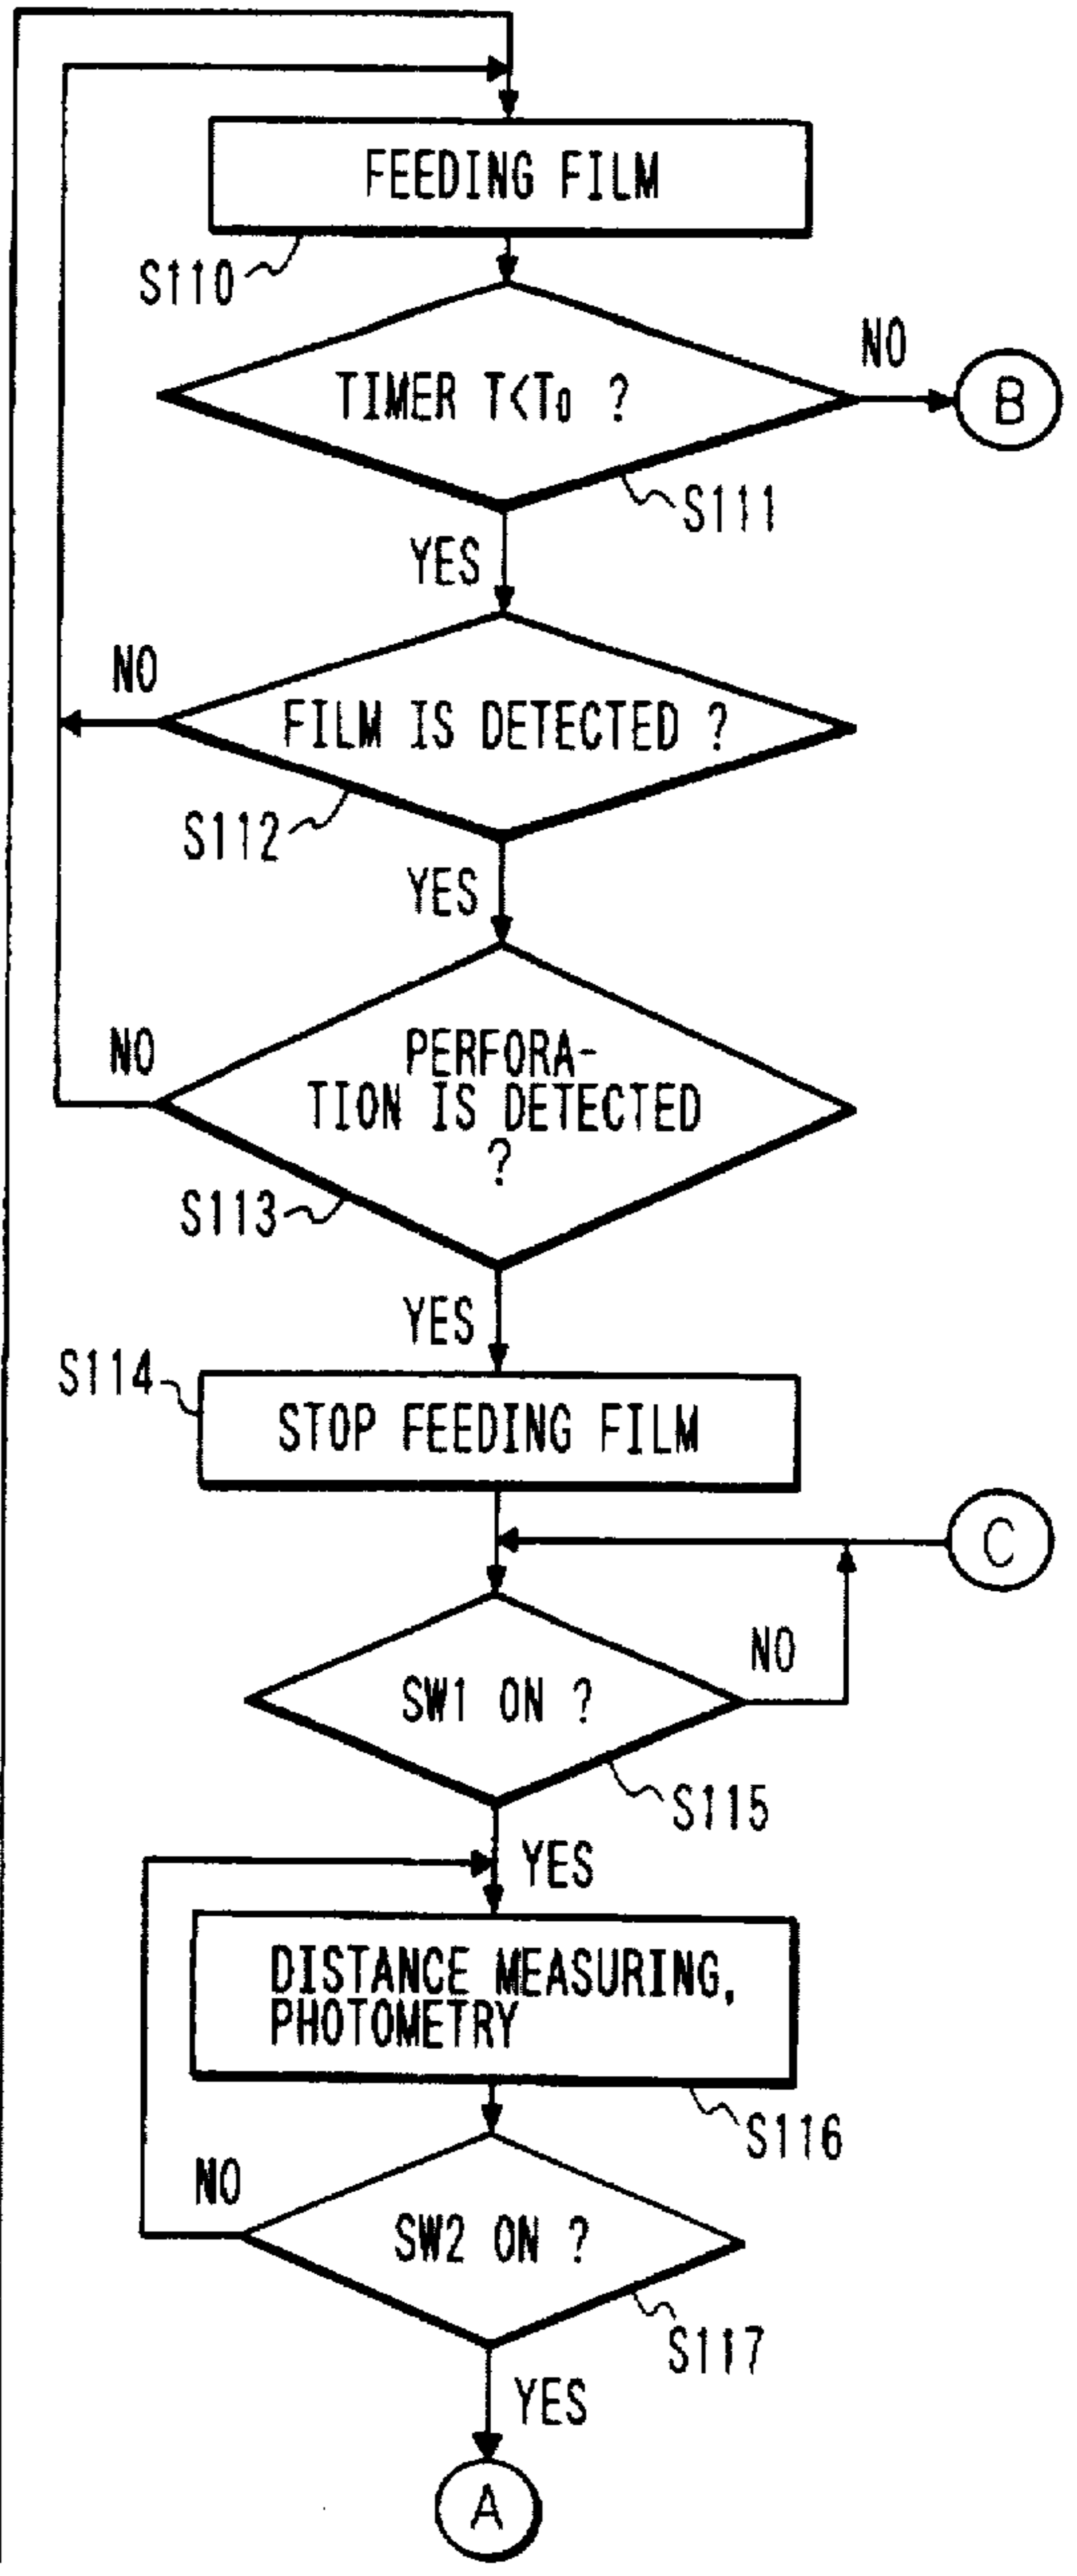 FEEDING FILM
S110
TIMER T<T0 ?
NO
B
S111
YES
NO
FILM IS DETECTED ?
S112
YES
NO
PERFORA-
TION IS DETECTED
?
S113
YES
S114
STOP FEEDING FILM
C
NO
SW1 ON ?
S115
YES
DISTANCE MEASURING,
PHOTOMETRY
S116
NO
SW2 ON ?
S117
YES
A